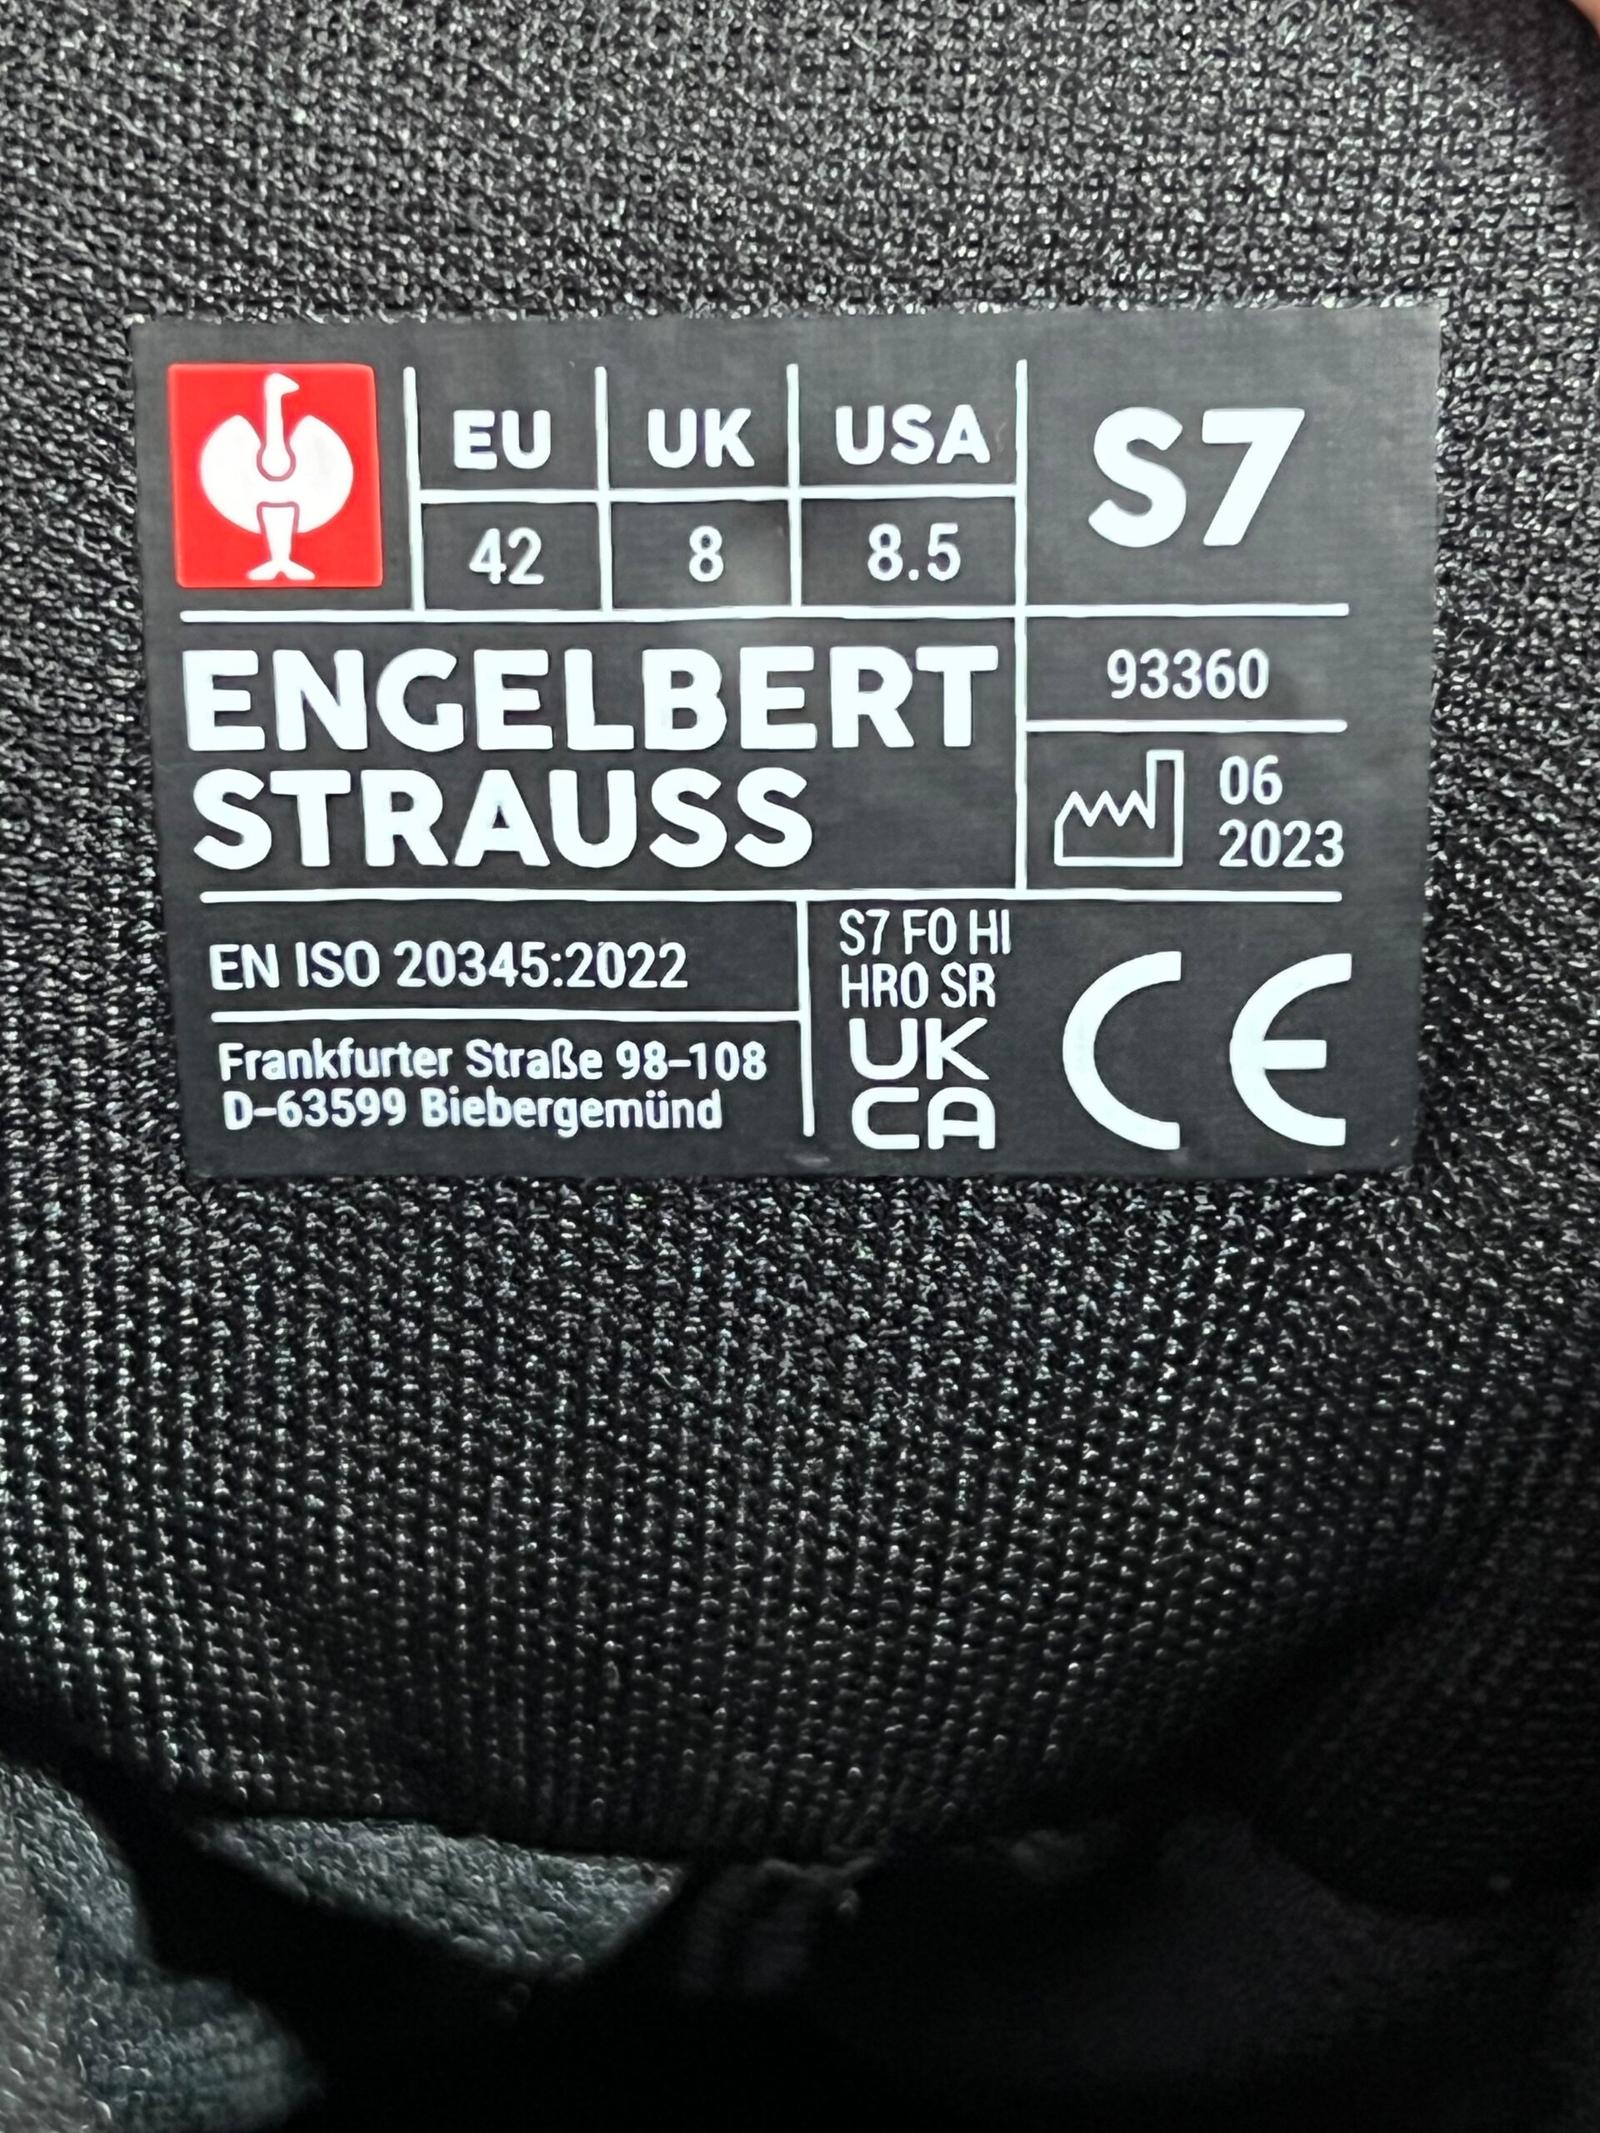 EU UK USA S7
42 8 8.5
ENGELBERT
STRAUSS
93360
06
2023
EN ISO 20345:2022
Frankfurter Straße 98-108
D-63599 Biebergemünd
S7 FO HI
HRO SR
UK
CA
CE